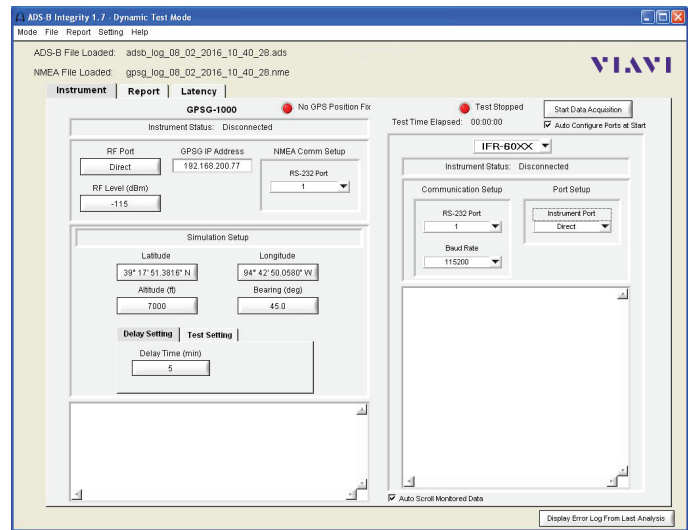 ADS-B Integrity 1.7 - Dynamic Test Mode
Mode File Report Setting Help
ADS-B File Loaded: adsb_log_08_02_2016_10_40_28.ads
NMEA File Loaded: gpsg_log_08_02_2016_10_40_28.nme
VIAVI
Instrument Report Latency
GPSG-1000
No GPS Position Fix
Instrument Status: Disconnected
RF Port
Direct
GPSG IP Address
192.168.200.77
NMEA Comm Setup
RS-232 Port
1
RF Level (dBm)
-115
Simulation Setup
Latitude
39° 17' 51.3816" N
Longitude
94° 42' 50.0580" W
Altitude (ft)
7000
Bearing (deg)
45.0
Delay Setting Test Setting
Delay Time (min)
5
Test Stopped
Test Time Elapsed: 00:00:00
Start Data Acquisition
Auto Configure Ports at Start
IFR-60XX
Instrument Status: Disconnected
Communication Setup
RS-232 Port
1
Baud Rate
115200
Port Setup
Instrument Port
Direct
Auto Scroll Monitored Data
Display Error Log From Last Analysis